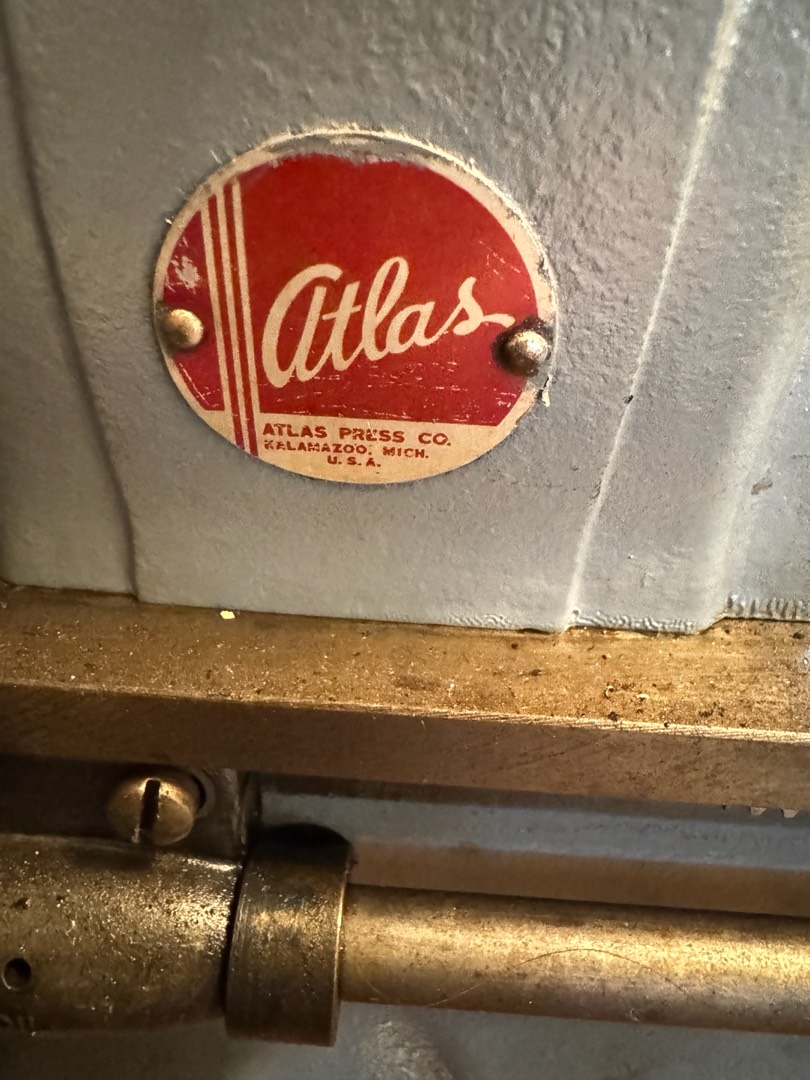 Atlas
ATLAS PRESS CO.
KALAMAZOO, MICH.
U.S.A.